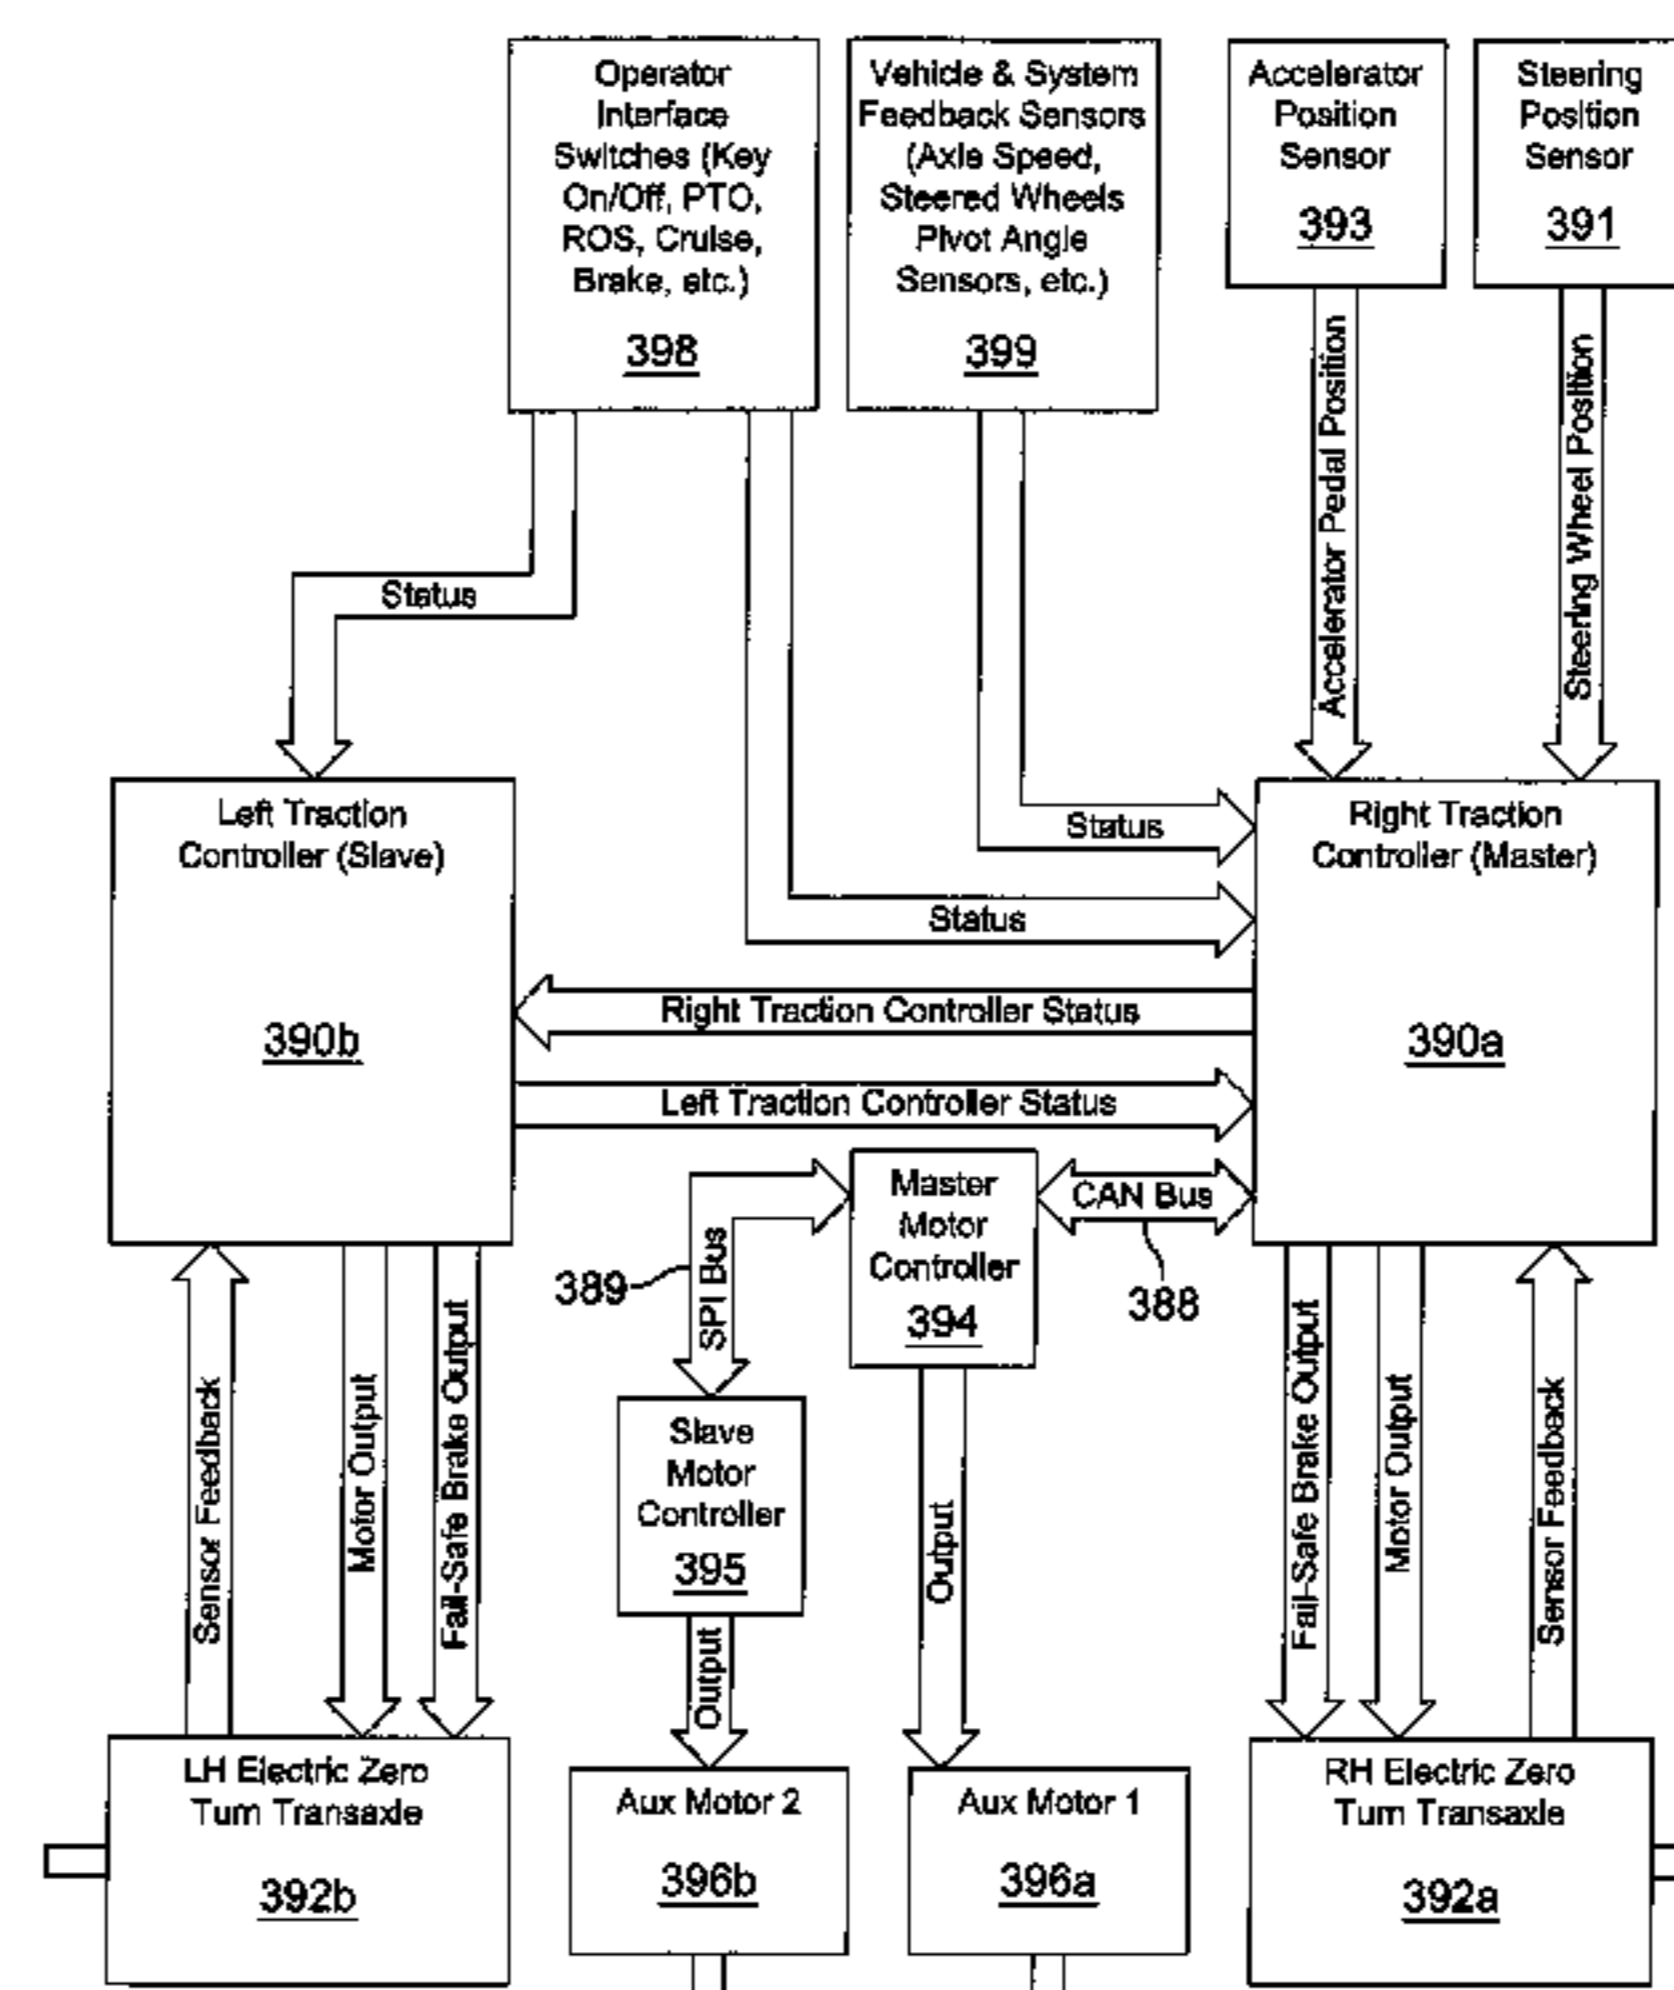 Operator
Interface
Switches (Key
On/Off, PTO,
ROS, Cruise,
Brake, etc.)
398
Vehicle & System
Feedback Sensors
(Axle Speed,
Steered Wheels
Pivot Angle
Sensors, etc.)
399
Accelerator
Position
Sensor
393
Steering
Position
Sensor
391
Accelerator Pedal Position
Steering Wheel Position
Status
Status
Status
Left Traction
Controller (Slave)
390b
Right Traction
Controller (Master)
390a
Right Traction Controller Status
Left Traction Controller Status
Master
Motor
Controller
394
CAN Bus
388
389
SPI Bus
Slave
Motor
Controller
395
Sensor Feedback
Motor Output
Fail-Safe Brake Output
Output
Output
Fail-Safe Brake Output
Motor Output
Sensor Feedback
LH Electric Zero
Turn Transaxle
392b
Aux Motor 2
396b
Aux Motor 1
396a
RH Electric Zero
Turn Transaxle
392a